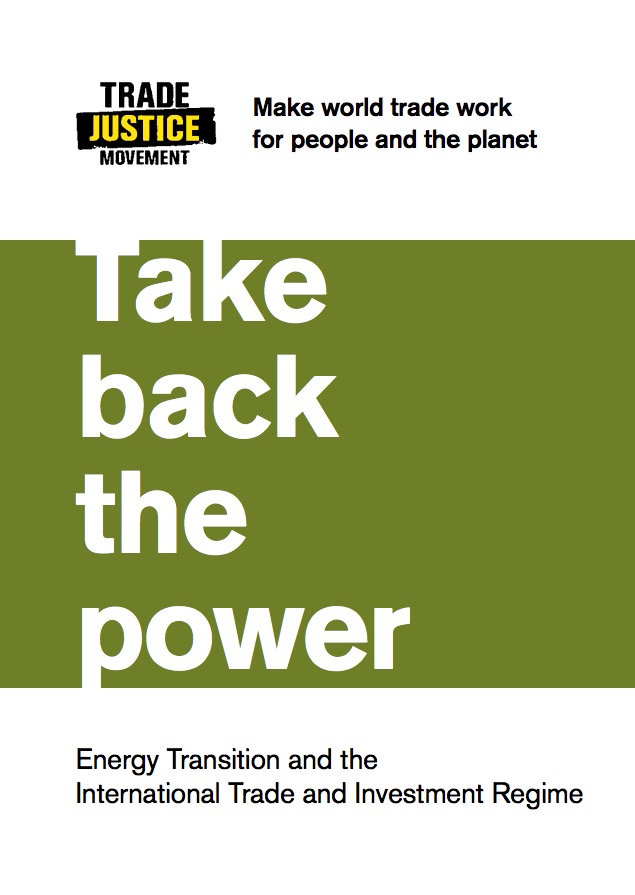 TRADE
JUSTICE
MOVEMENT
Make world trade work
for people and the planet
Take
back
the
power
Energy Transition and the
International Trade and Investment Regime